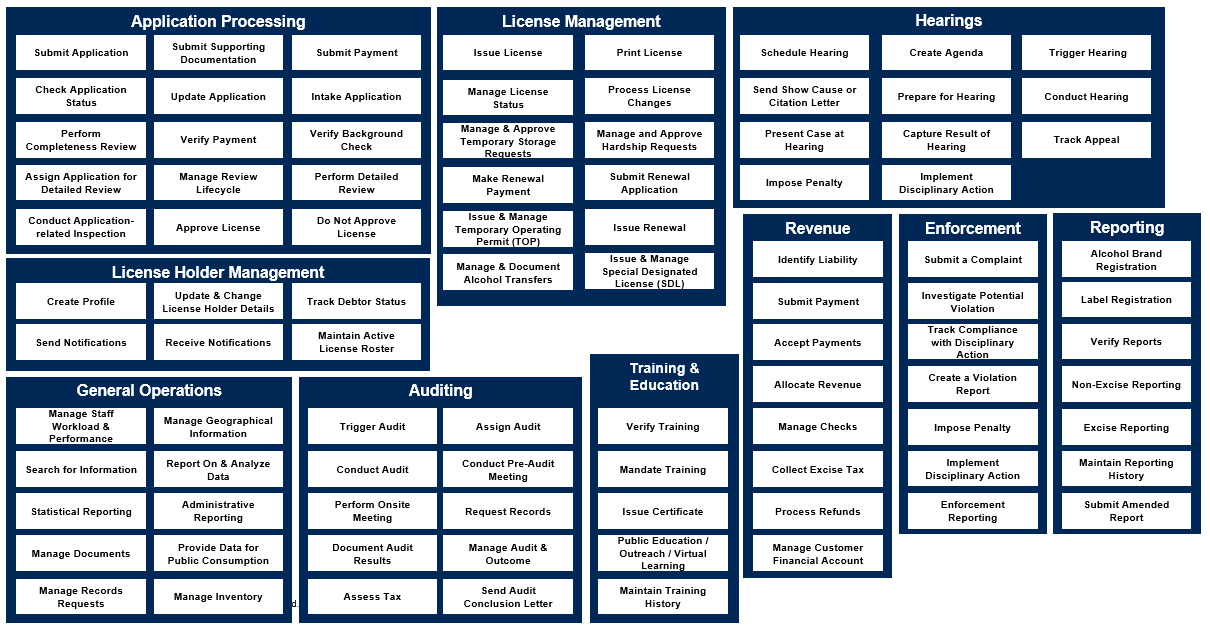 Application Processing
Submit Application
Submit Supporting
Documentation
Submit Payment
Check Application
Status
Update Application
Intake Application
Perform
Completeness Review
Verify Payment
Verify Background
Check
Assign Application for
Detailed Review
Manage Review
Lifecycle
Perform Detailed
Review
Conduct Application-
related Inspection
Approve License
Do Not Approve
License
License Management
Issue License
Print License
Manage License
Status
Process License
Changes
Manage & Approve
Temporary Storage
Requests
Manage and Approve
Hardship Requests
Make Renewal
Payment
Submit Renewal
Application
Issue & Manage
Temporary Operating
Permit (TOP)
Issue Renewal
Manage & Document
Alcohol Transfers
Issue & Manage
Special Designated
License (SDL)
Hearings
Schedule Hearing
Create Agenda
Trigger Hearing
Send Show Cause or
Citation Letter
Prepare for Hearing
Conduct Hearing
Present Case at
Hearing
Capture Result of
Hearing
Track Appeal
Impose Penalty
Implement
Disciplinary Action
License Holder Management
Create Profile
Update & Change
License Holder Details
Track Debtor Status
Send Notifications
Receive Notifications
Maintain Active
License Roster
Revenue
Identify Liability
Submit Payment
Accept Payments
Allocate Revenue
Manage Checks
Collect Excise Tax
Process Refunds
Manage Customer
Financial Account
Enforcement
Submit a Complaint
Investigate Potential
Violation
Track Compliance
with Disciplinary
Action
Create a Violation
Report
Impose Penalty
Implement
Disciplinary Action
Enforcement
Reporting
Reporting
Alcohol Brand
Registration
Label Registration
Verify Reports
Non-Excise Reporting
Excise Reporting
Maintain Reporting
History
Submit Amended
Report
General Operations
Manage Staff
Workload &
Performance
Manage Geographical
Information
Search for Information
Report On & Analyze
Data
Statistical Reporting
Administrative
Reporting
Manage Documents
Provide Data for
Public Consumption
Manage Records
Requests
Manage Inventory
d.
Auditing
Trigger Audit
Assign Audit
Conduct Audit
Conduct Pre-Audit
Meeting
Perform Onsite
Meeting
Request Records
Document Audit
Results
Manage Audit &
Outcome
Assess Tax
Send Audit
Conclusion Letter
Training &
Education
Verify Training
Mandate Training
Issue Certificate
Public Education /
Outreach / Virtual
Learning
Maintain Training
History